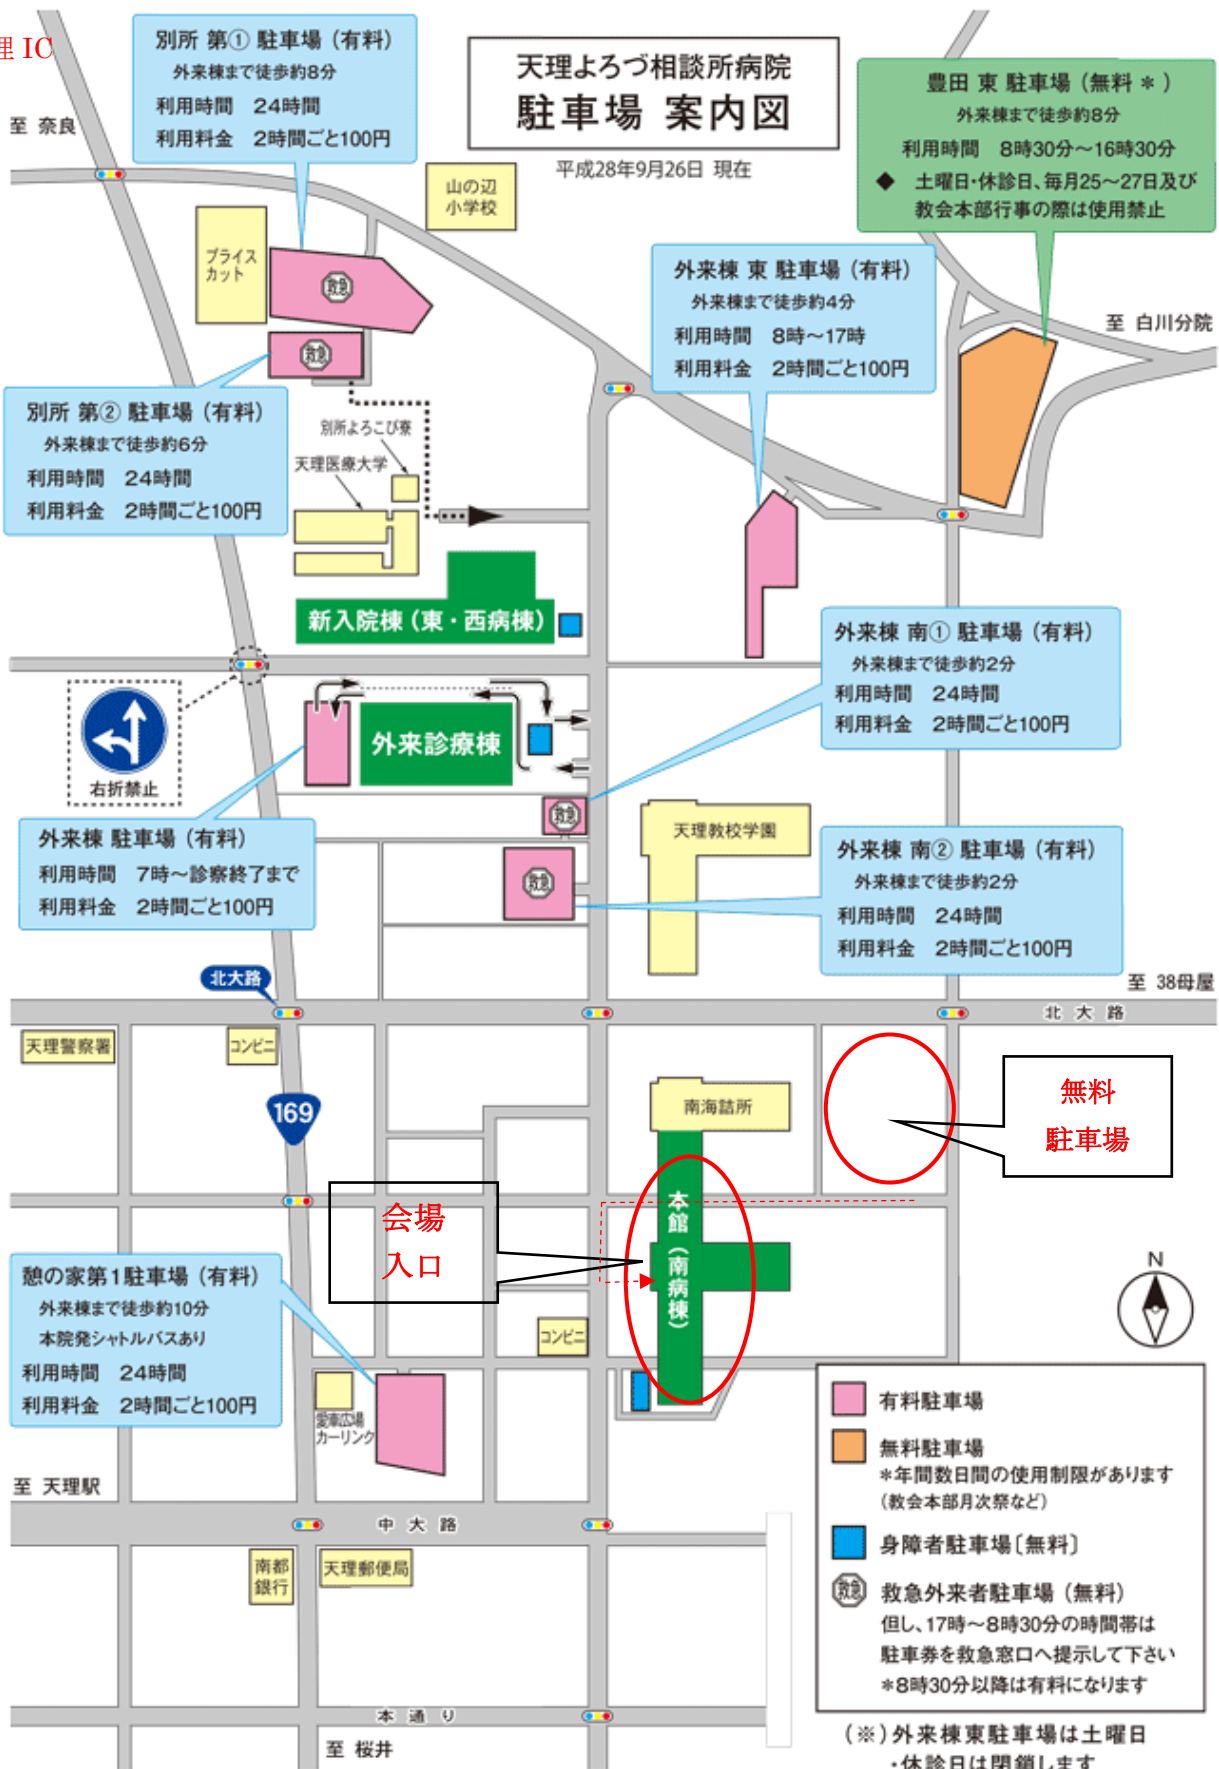 理 IC
至 奈良
別所 第① 駐車場（有料）
外来棟まで徒歩約8分
利用時間 24時間
利用料金 2時間ごと100円
天理よろづ相談所病院
駐車場 案内図
平成28年9月26日 現在
豊田 東 駐車場（無料＊）
外来棟まで徒歩約8分
利用時間 8時30分〜16時30分
◆ 土曜日・休診日、毎月25〜27日及び
教会本部行事の際は使用禁止
山の辺
小学校
プライス
カット
救急
救急
外来棟 東 駐車場（有料）
外来棟まで徒歩約4分
利用時間 8時〜17時
利用料金 2時間ごと100円
至 白川分院
別所 第② 駐車場（有料）
外来棟まで徒歩約6分
利用時間 24時間
利用料金 2時間ごと100円
別所よろこび寮
天理医療大学
新入院棟（東・西病棟）
外来棟 南① 駐車場（有料）
外来棟まで徒歩約2分
利用時間 24時間
利用料金 2時間ごと100円
右折禁止
外来診療棟
救急
外来棟 駐車場（有料）
利用時間 7時〜診察終了まで
利用料金 2時間ごと100円
救急
天理教校学園
外来棟 南② 駐車場（有料）
外来棟まで徒歩約2分
利用時間 24時間
利用料金 2時間ごと100円
北大路
至 38母屋
北 大 路
天理警察署
コンビニ
169
南海詰所
無料
駐車場
本館（南病棟）
会場
入口
憩の家第1駐車場（有料）
外来棟まで徒歩約10分
本院発シャトルバスあり
利用時間 24時間
利用料金 2時間ごと100円
コンビニ
愛車広場
カーリンク
N
至 天理駅
中 大 路
南都
銀行
天理郵便局
本 通 り
至 桜井
有料駐車場
無料駐車場
＊年間数日間の使用制限があります
（教会本部月次祭など）
身障者駐車場〔無料〕
救急 救急外来者駐車場（無料）
但し、17時〜8時30分の時間帯は
駐車券を救急窓口へ提示して下さい
＊8時30分以降は有料になります
（※）外来棟東駐車場は土曜日
・休診日は閉鎖します